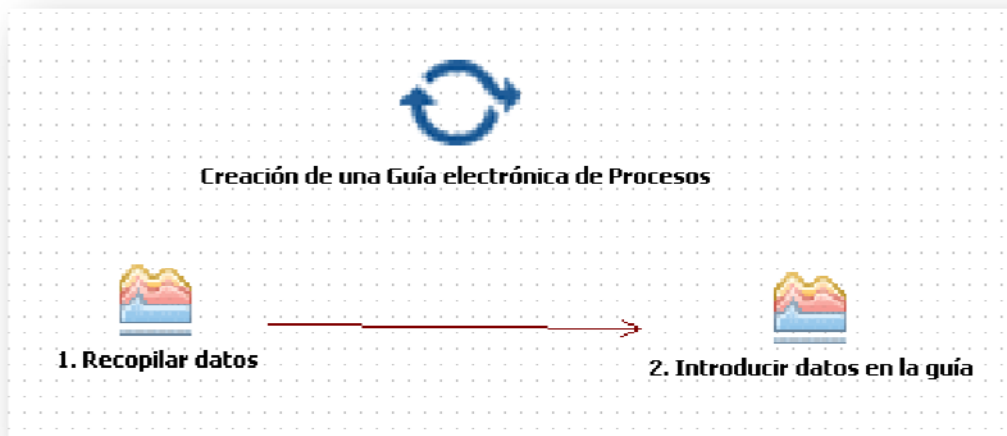 Creación de una Guía electrónica de Procesos
1. Recopilar datos
2. Introducir datos en la guía